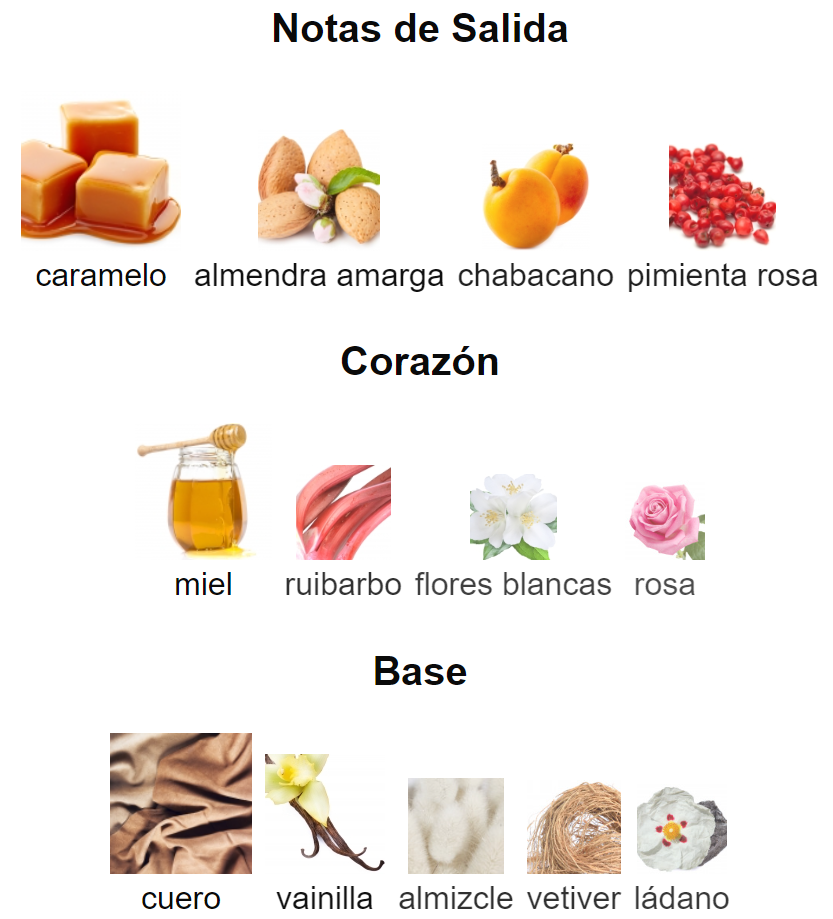 Notas de Salida
caramelo almendra amarga chabacano pimienta rosa
Corazón
miel ruibarbo flores blancas rosa
Base
cuero vainilla almizcle vetiver ládano